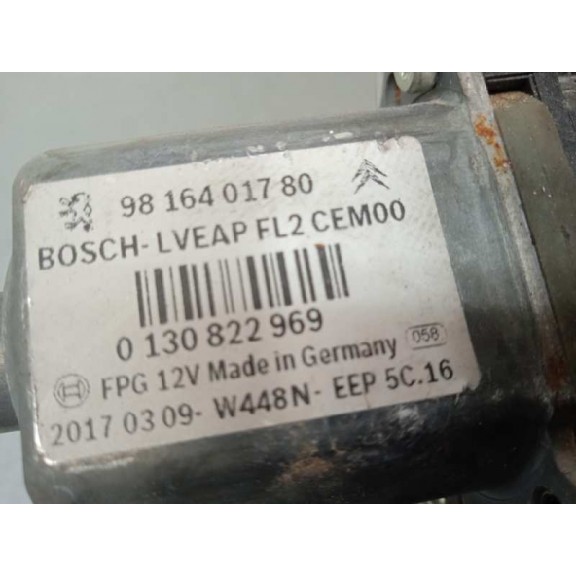 98 164 017 80
BOSCH- LVEAP FL2 CEM00
0 130 822 969
058
FPG 12V Made in Germany
2017 03 09- W448N- EEP 5C.16